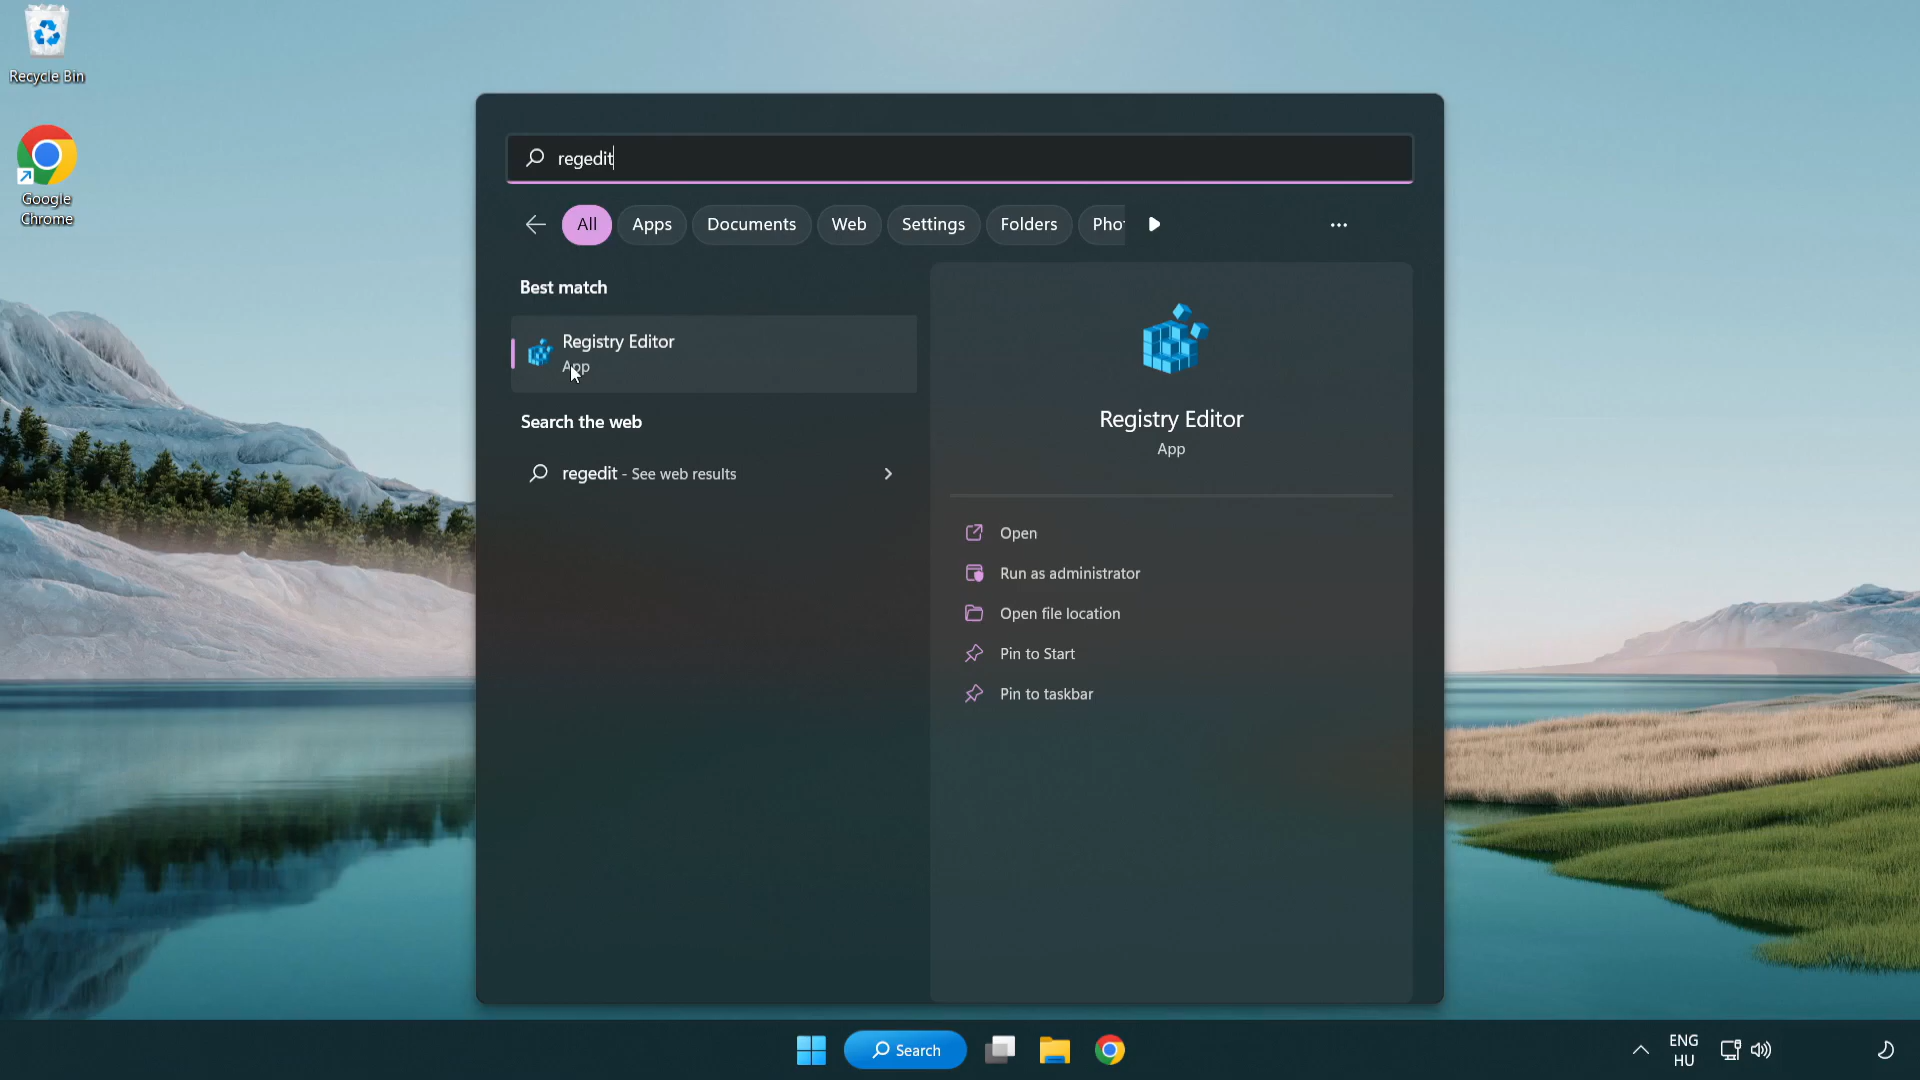 Recycle Bin
Google
Chrome
regedit
All
Apps
Documents
Web
Settings
Folders
Pho
Best match
Registry Editor
App
Search the web
regedit - See web results
Registry Editor
App
Open
Run as administrator
Open file location
Pin to Start
Pin to taskbar
Search
ENG
HU